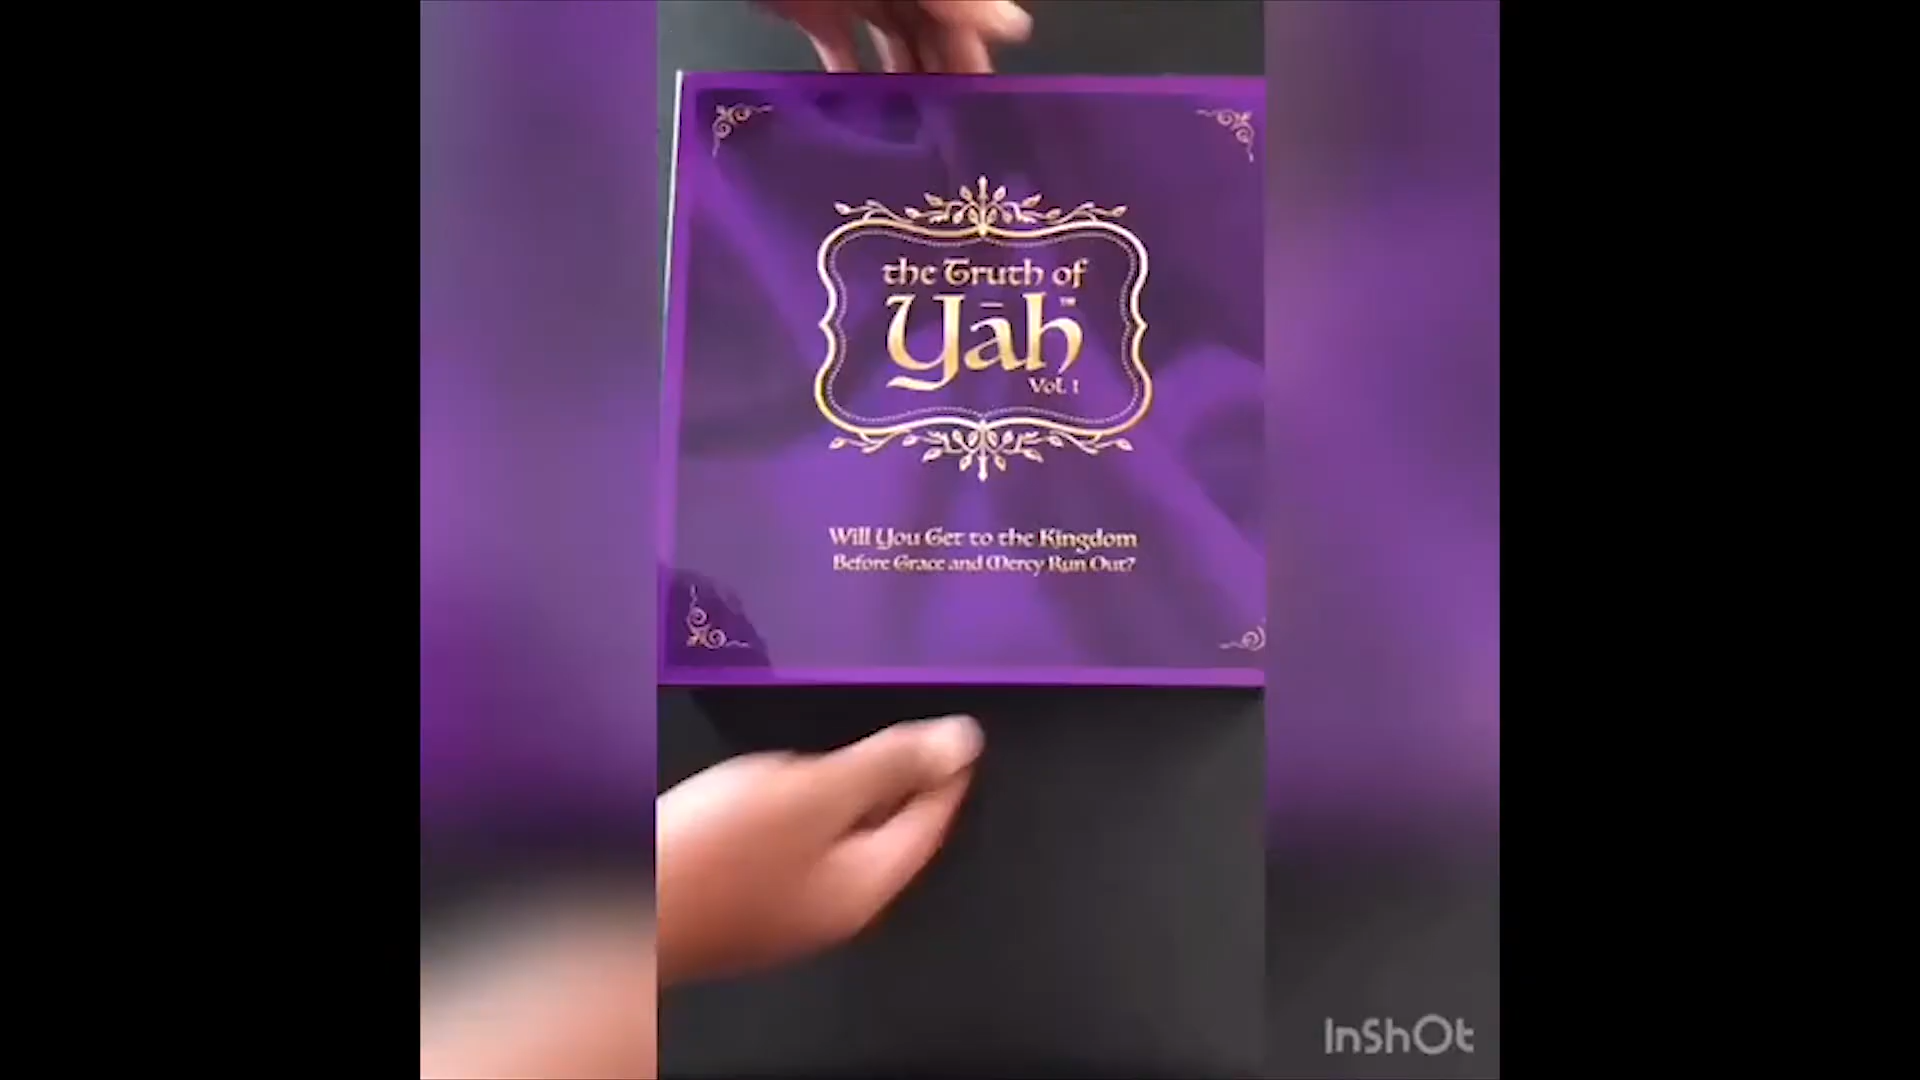 the Truth of
Yāh™
Vol. 1
Will You Get to the Kingdom
Before Grace and Mercy Run Out?
InShOt